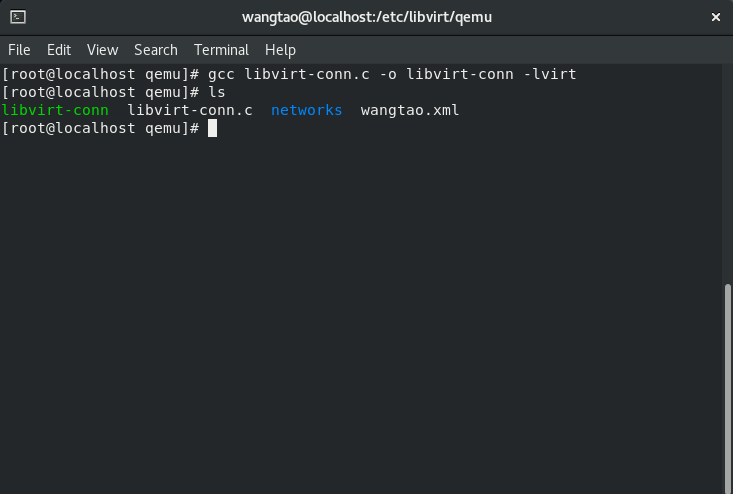 wangtao@localhost:/etc/libvirt/qemu
File Edit View Search Terminal Help
[root@localhost qemu]# gcc libvirt-conn.c -o libvirt-conn -lvirt
[root@localhost qemu]# ls
libvirt-conn  libvirt-conn.c  networks  wangtao.xml
[root@localhost qemu]#